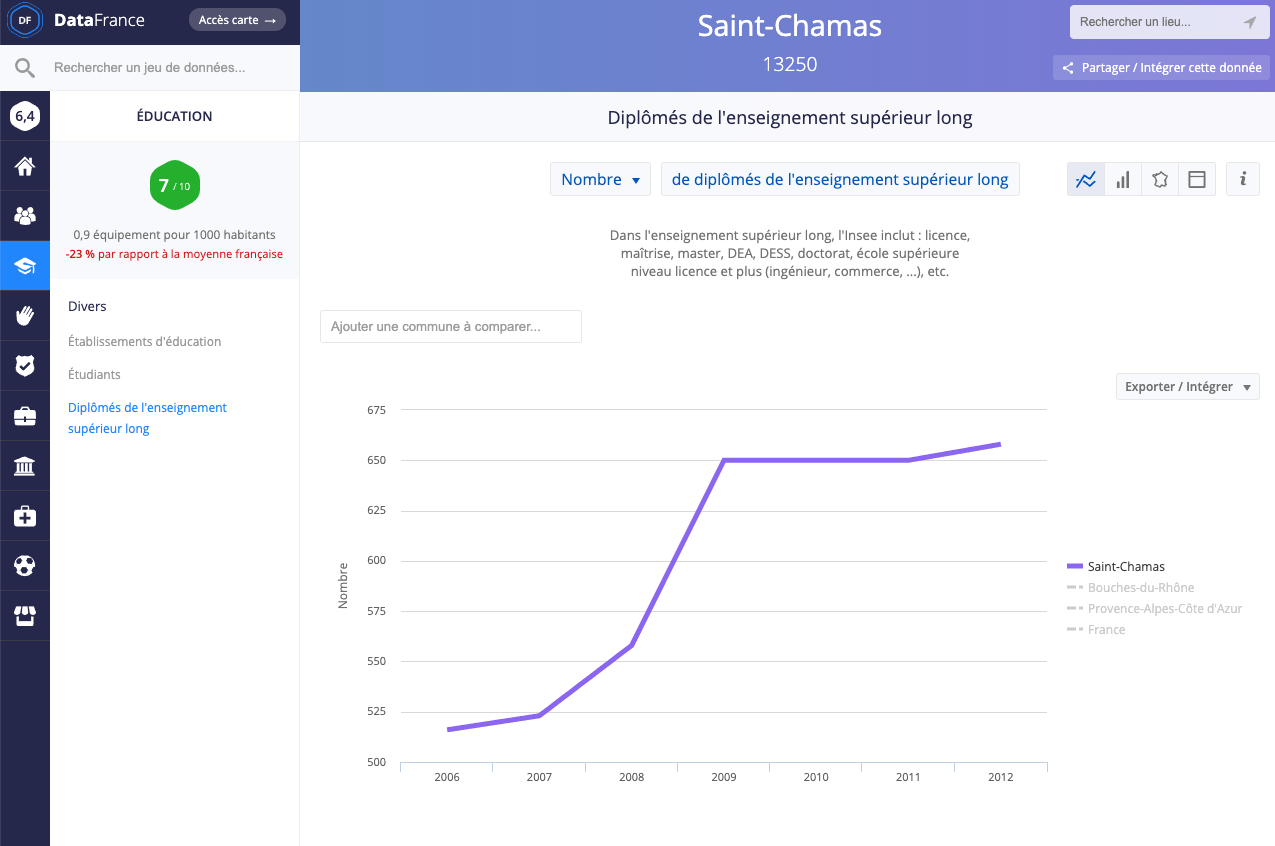 DF DataFrance Accès carte →
Rechercher un jeu de données...
Saint-Chamas
13250
Rechercher un lieu...
Partager / Intégrer cette donnée
6,4
ÉDUCATION
7 / 10
0,9 équipement pour 1000 habitants
-23 % par rapport à la moyenne française
Divers
Établissements d'éducation
Étudiants
Diplômés de l'enseignement
supérieur long
Diplômés de l'enseignement supérieur long
Nombre ▾ de diplômés de l'enseignement supérieur long
i
Dans l'enseignement supérieur long, l'Insee inclut : licence,
maîtrise, master, DEA, DESS, doctorat, école supérieure
niveau licence et plus (ingénieur, commerce, ...), etc.
Ajouter une commune à comparer...
Exporter / Intégrer ▾
Nombre
675
650
625
600
575
550
525
500
2006 2007 2008 2009 2010 2011 2012
Saint-Chamas
Bouches-du-Rhône
Provence-Alpes-Côte d'Azur
France